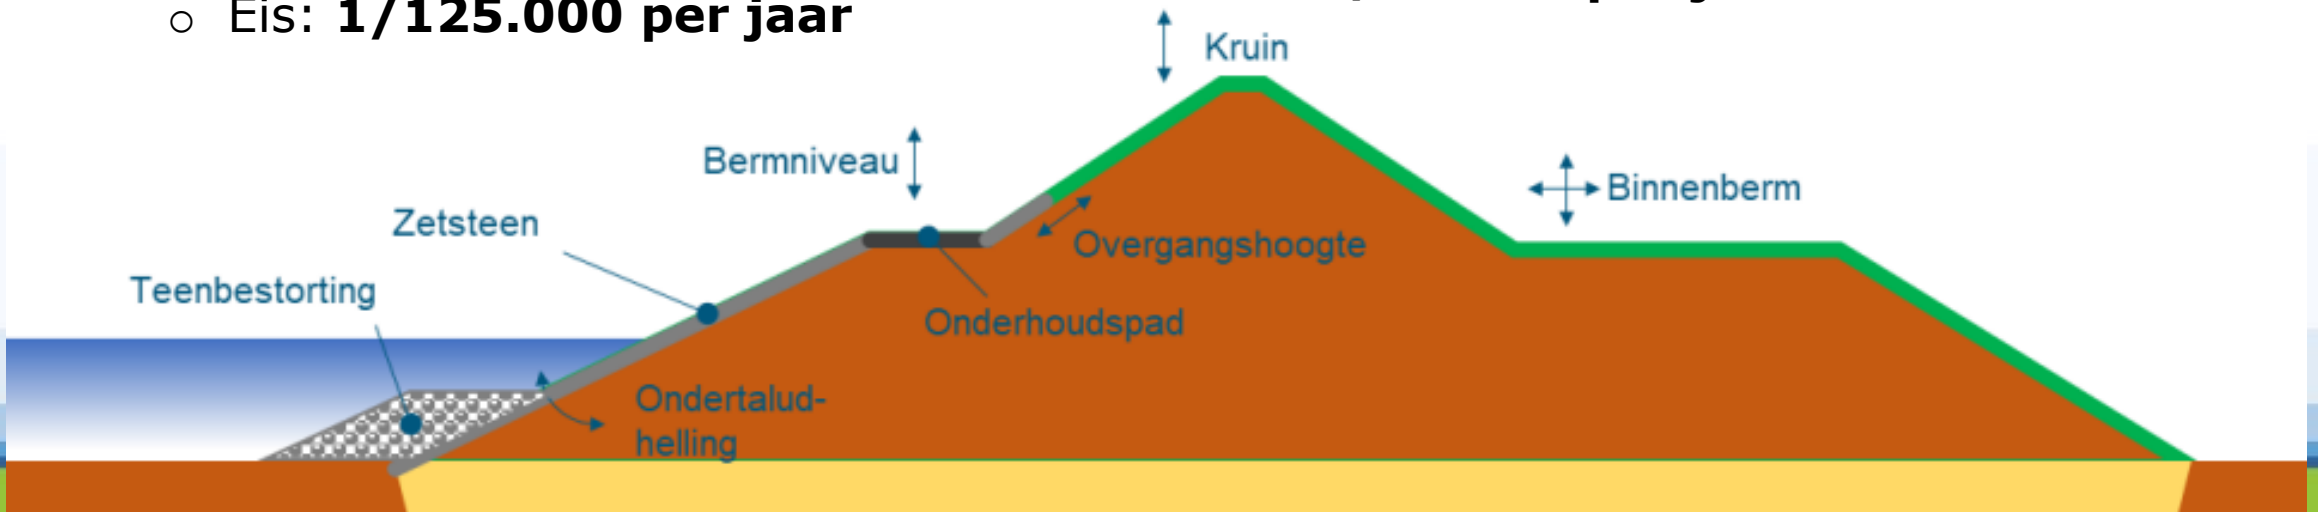 ○ Eis: 1/125.000 per jaar
Kruin
Bermniveau
Binnenberm
Zetsteen
Overgangshoogte
Teenbestorting
Onderhoudspad
Ondertalud-
helling